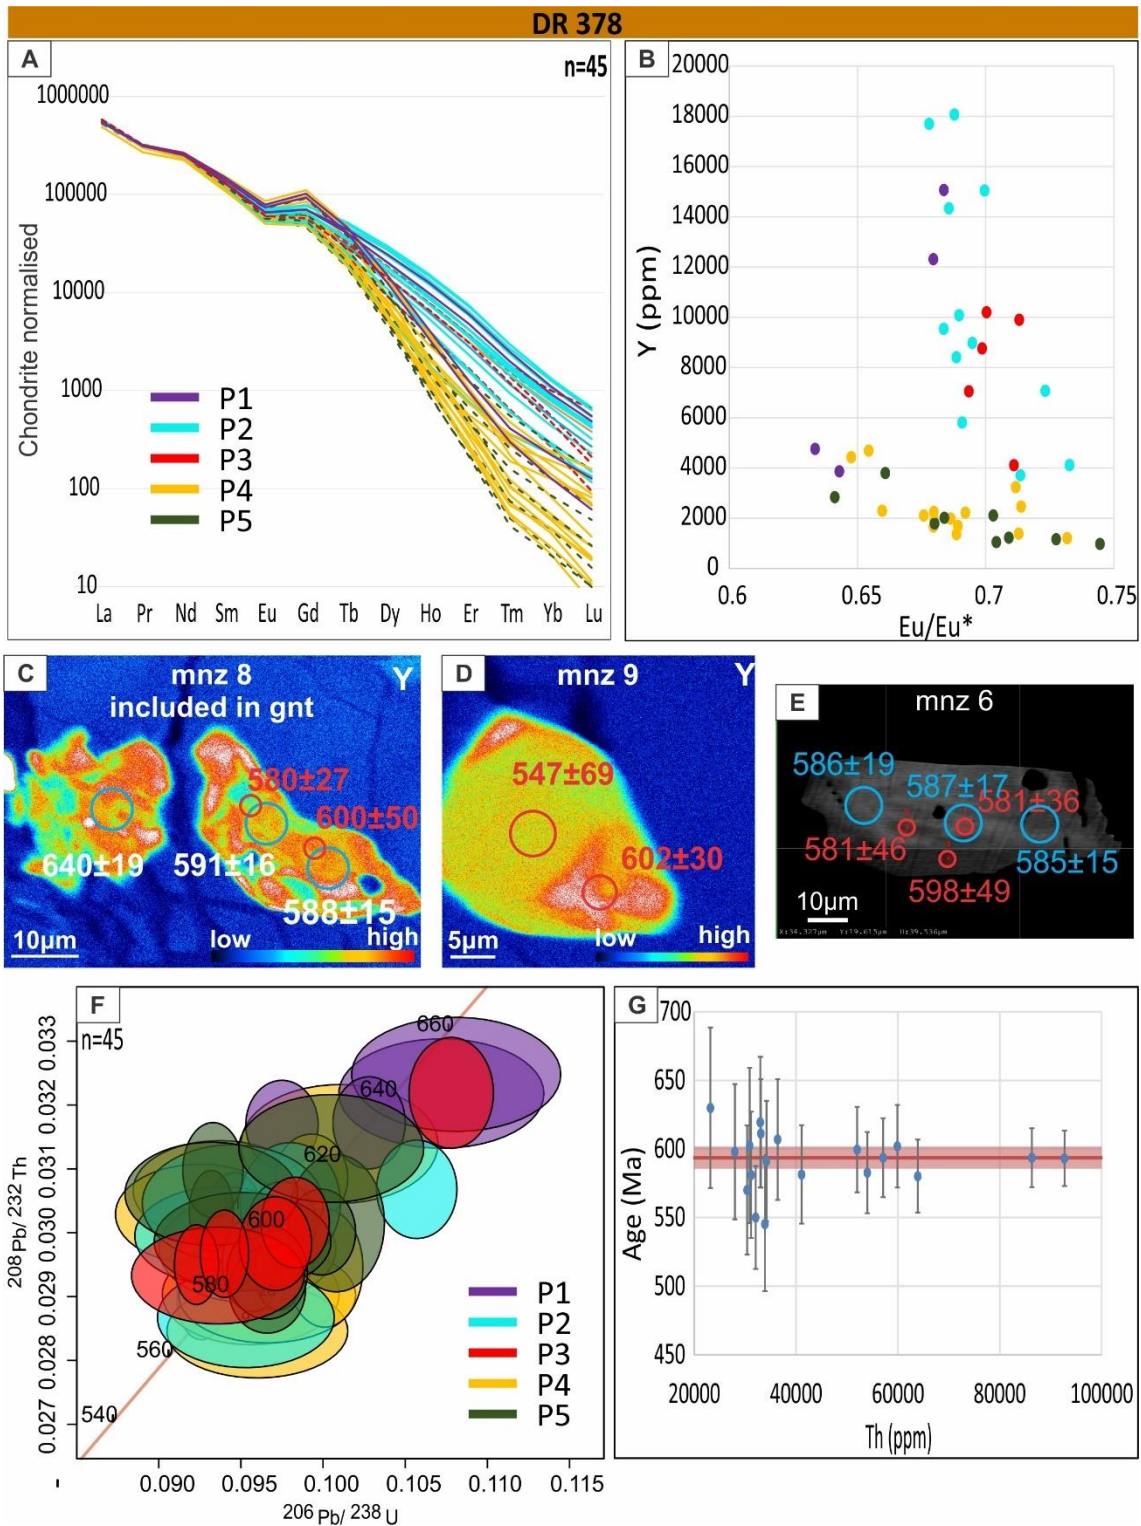 DR 378
A
n=45
1000000
100000
10000
1000
100
10
Chondrite normalised
P1
P2
P3
P4
P5
La Pr Nd Sm Eu Gd Tb Dy Ho Er Tm Yb Lu
B
20000
18000
16000
14000
12000
10000
8000
6000
4000
2000
0
Y (ppm)
0.6 0.65 0.7 0.75
Eu/Eu*
C
mnz 8
included in gnt
Y
580±27
600±50
640±19
591±16
588±15
10µm
low
high
D
mnz 9
Y
547±69
602±30
5µm
low
high
E
mnz 6
586±19
587±17
581±36
581±46
585±15
598±49
10µm
X:34.327µm Y:19.615µm H:39.536µm
F
n=45
0.033
0.032
0.031
0.030
0.029
0.028
0.027
208Pb/ 232Th
660
640
620
600
580
560
540
P1
P2
P3
P4
P5
0.090 0.095 0.100 0.105 0.110 0.115
206Pb/ 238U
G
700
650
600
550
500
450
Age (Ma)
20000 40000 60000 80000 100000
Th (ppm)